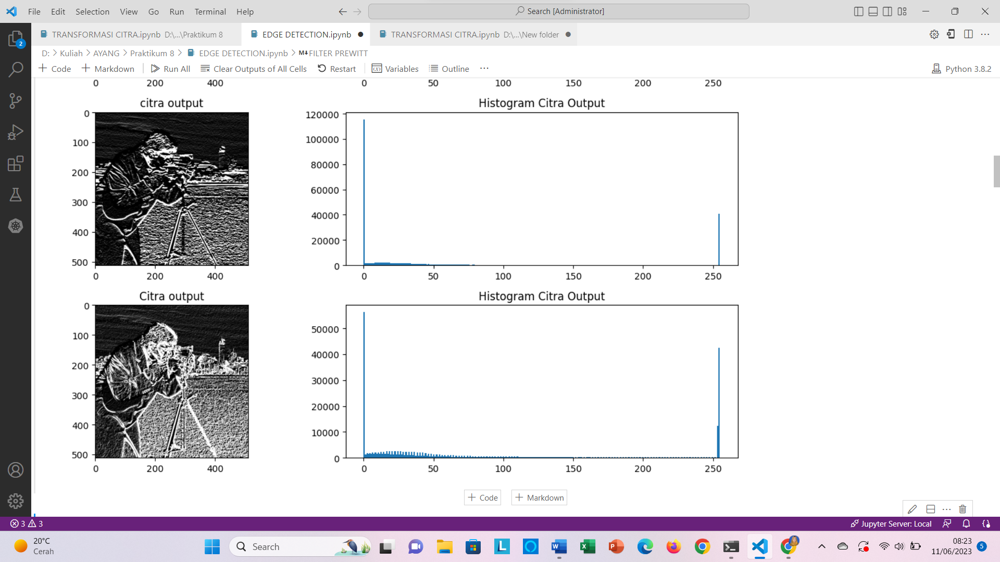 File Edit Selection View Go Run Terminal Help
Search [Administrator]
TRANSFORMASI CITRA.ipynb D:\...\Praktikum 8
EDGE DETECTION.ipynb
TRANSFORMASI CITRA.ipynb D:\...\New folder
2
D: > Kuliah > AYANG > Praktikum 8 > EDGE DETECTION.ipynb > M↓FILTER PREWITT
+ Code + Markdown Run All Clear Outputs of All Cells Restart (x) Variables Outline ... Python 3.8.2
0 200 400
0 50 100 150 200 250
citra output
0
100
200
300
400
500
0 200 400
Histogram Citra Output
120000
100000
80000
60000
40000
20000
0
0 50 100 150 200 250
Citra output
0
100
200
300
400
500
0 200 400
Histogram Citra Output
50000
40000
30000
20000
10000
0
0 50 100 150 200 250
+ Code + Markdown
3 3
Jupyter Server: Local
20°C
Cerah
Search
L
W
X
P
08:23
11/06/2023
5